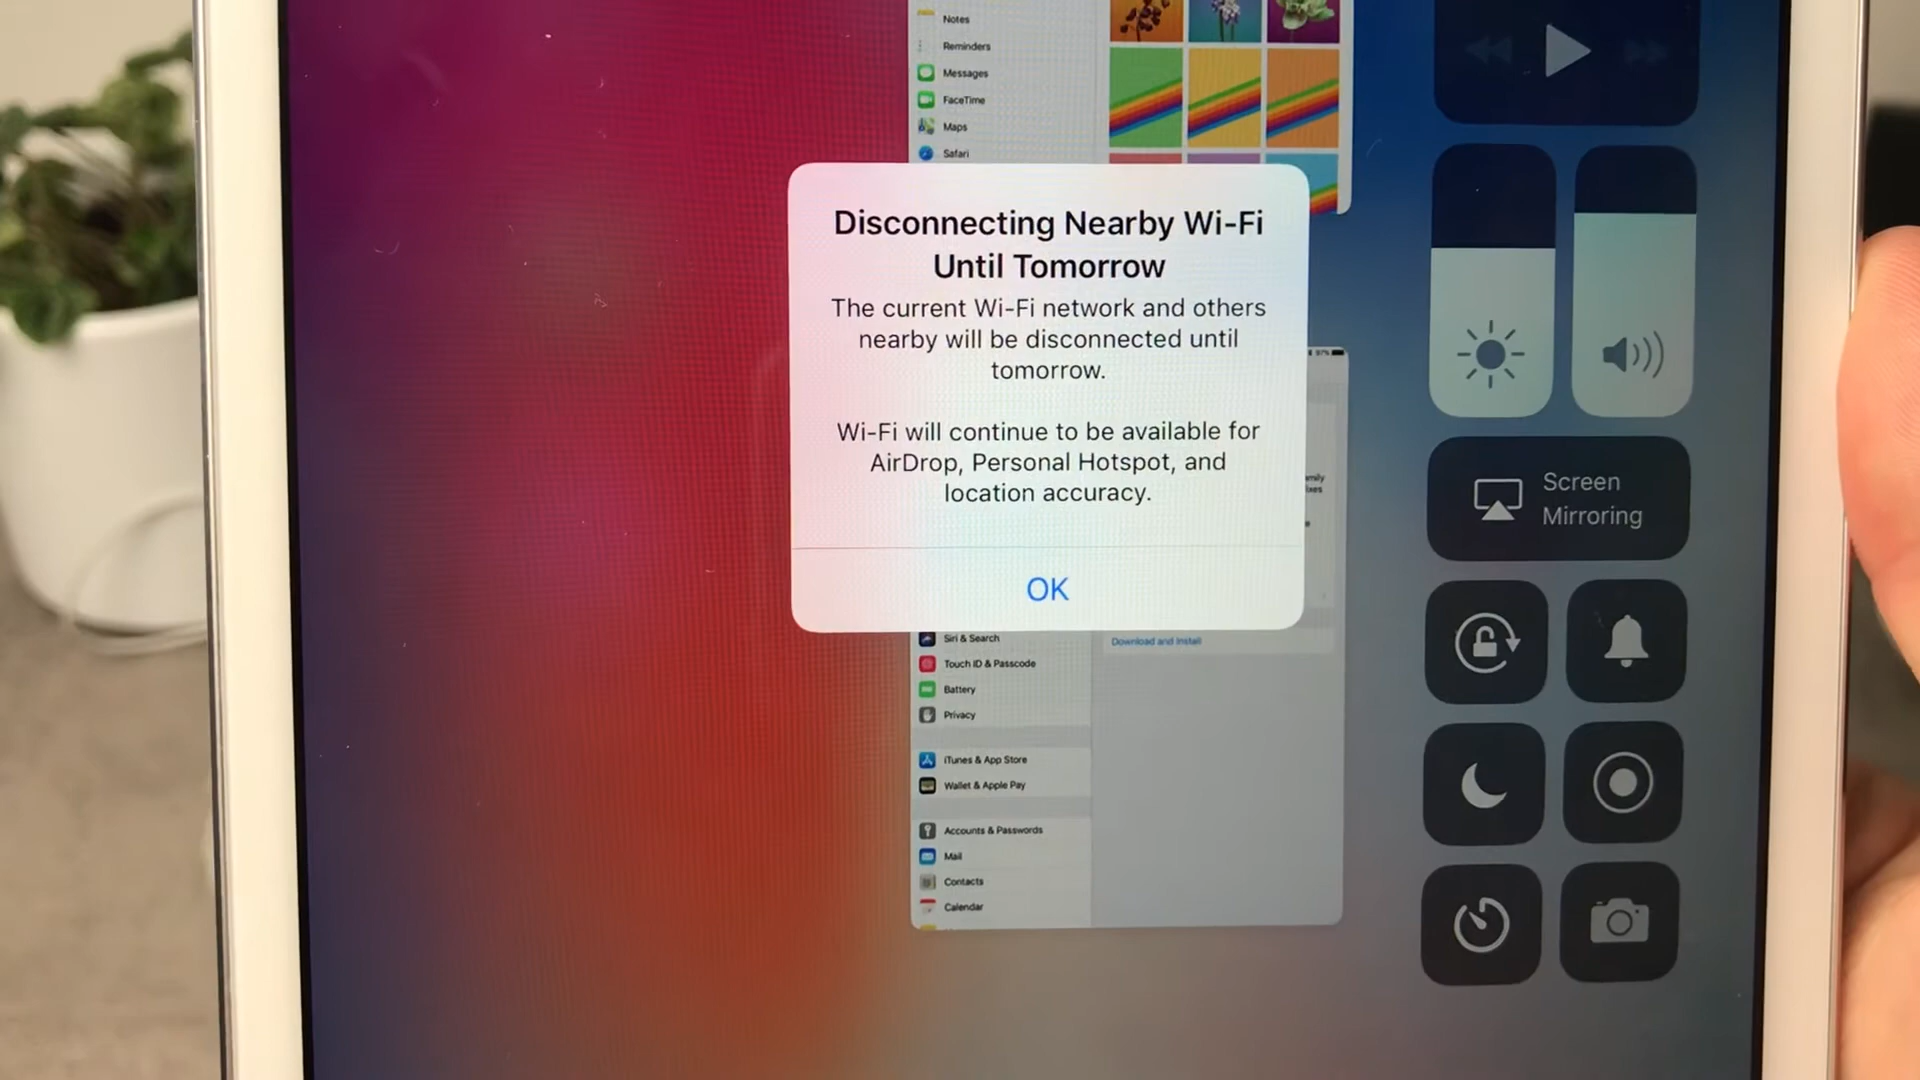 Notes
Reminders
Messages
FaceTime
Maps
Safari
Disconnecting Nearby Wi-Fi
Until Tomorrow
The current Wi-Fi network and others
nearby will be disconnected until
tomorrow.
Wi-Fi will continue to be available for
AirDrop, Personal Hotspot, and
location accuracy.
OK
97%
Screen
Mirroring
Siri & Search
Touch ID & Passcode
Battery
Privacy
iTunes & App Store
Wallet & Apple Pay
Accounts & Passwords
Mail
Contacts
Calendar
Download and Install